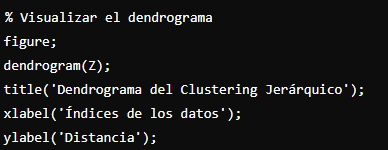 % Visualizar el dendrograma
figure;
dendrogram(Z);
title('Dendrograma del Clustering Jerárquico');
xlabel('Índices de los datos');
ylabel('Distancia');